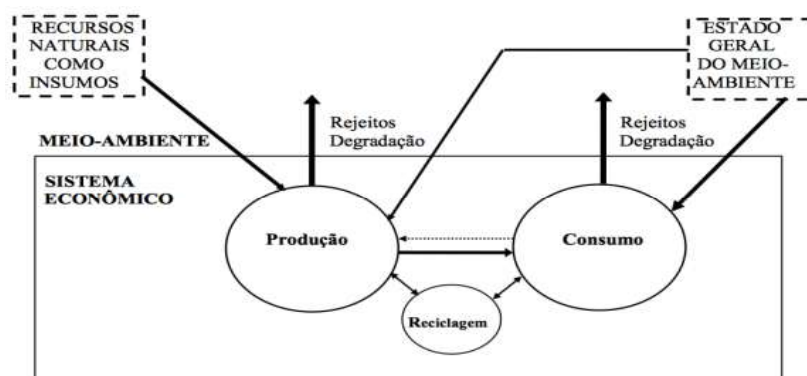 RECURSOS
NATURAIS
COMO
INSUMOS
ESTADO
GERAL
DO MEIO-
AMBIENTE
Rejeitos
Degradação
Rejeitos
Degradação
MEIO-AMBIENTE
SISTEMA
ECONÔMICO
Produção
Consumo
Reciclagem